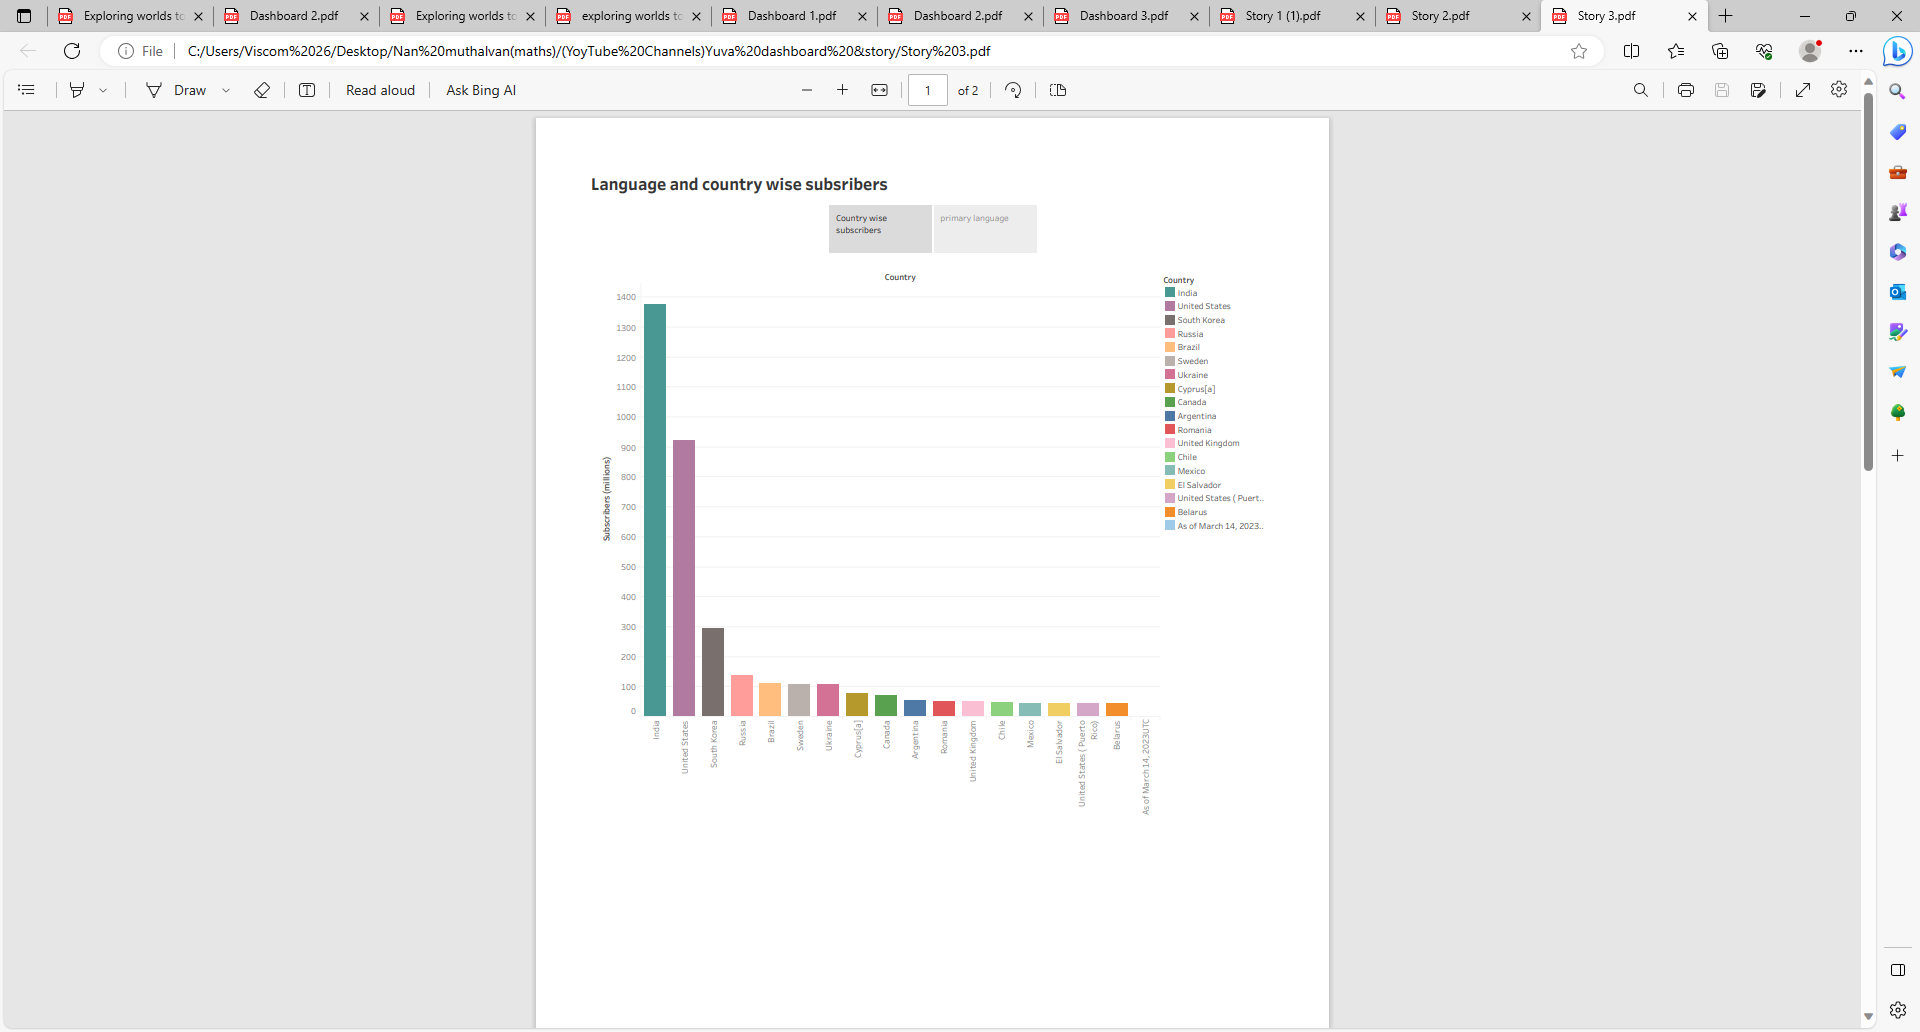 Exploring worlds to
Dashboard 2.pdf
Exploring worlds to
exploring worlds to
Dashboard 1.pdf
Dashboard 2.pdf
Dashboard 3.pdf
Story 1 (1).pdf
Story 2.pdf
Story 3.pdf
File
C:/Users/Viscom%2026/Desktop/Nan%20muthalvan(maths)/(YoyTube%20Channels)Yuva%20dashboard%20&story/Story%203.pdf
Draw
Read aloud
Ask Bing AI
1
of 2
Language and country wise subsribers
Country wise
subscribers
primary language
Country
Subscribers (millions)
1400
1300
1200
1100
1000
900
800
700
600
500
400
300
200
100
0
India
United States
South Korea
Russia
Brazil
Sweden
Ukraine
Cyprus[a]
Canada
Argentina
Romania
United Kingdom
Chile
Mexico
El Salvador
United States ( Puerto
Rico)
Belarus
As of March 14, 2023UTC
Country
India
United States
South Korea
Russia
Brazil
Sweden
Ukraine
Cyprus[a]
Canada
Argentina
Romania
United Kingdom
Chile
Mexico
El Salvador
United States ( Puert..
Belarus
As of March 14, 2023..